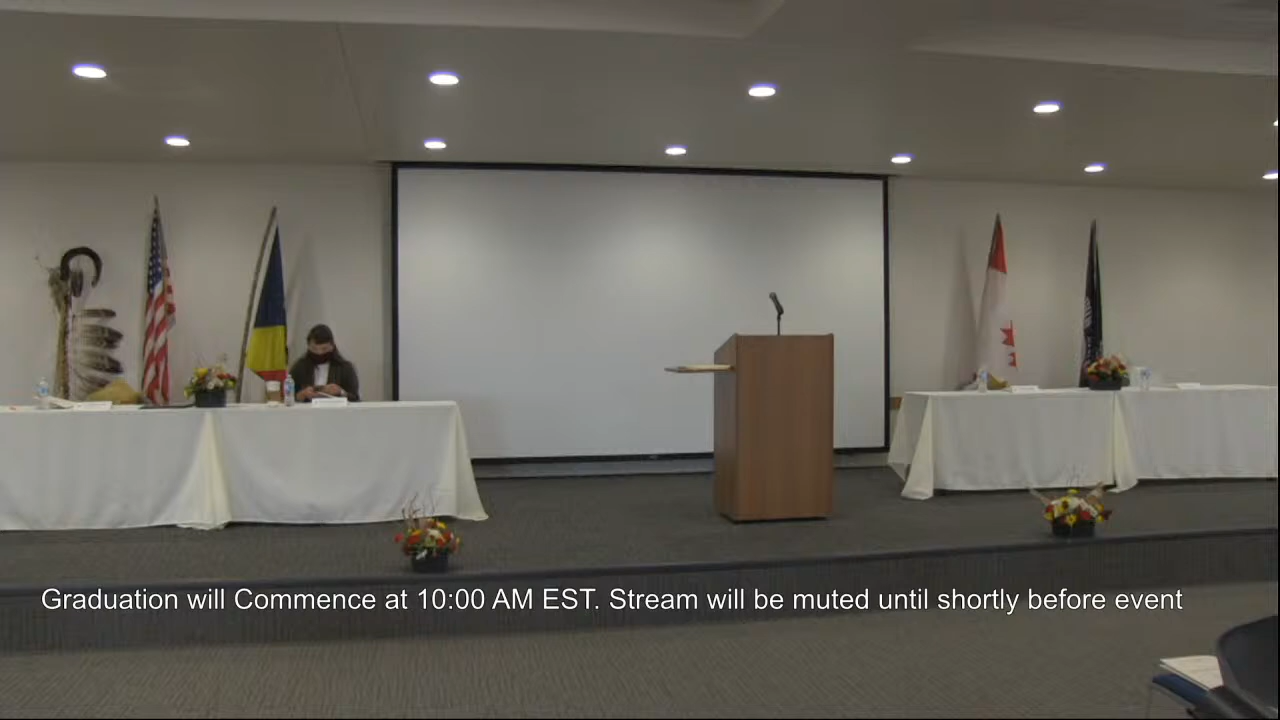 Graduation will Commence at 10:00 AM EST. Stream will be muted until shortly before event